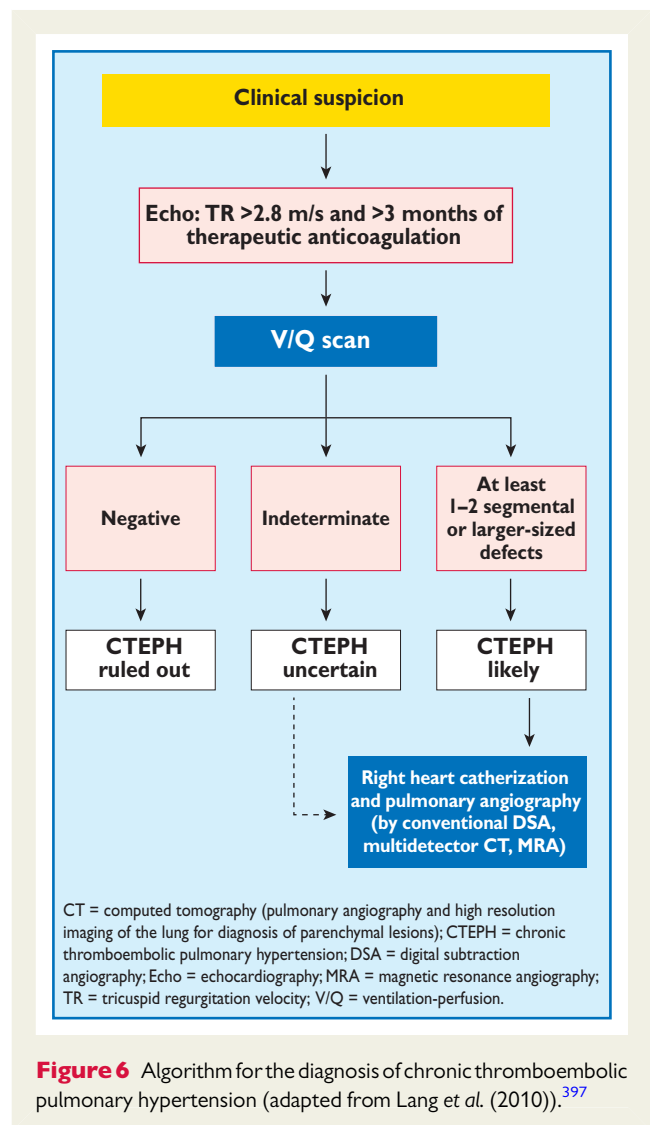 Clinical suspicion
Echo: TR >2.8 m/s and >3 months of
therapeutic anticoagulation
V/Q scan
Negative
Indeterminate
At least
1–2 segmental
or larger-sized
defects
CTEPH
ruled out
CTEPH
uncertain
CTEPH
likely
Right heart catherization
and pulmonary angiography
(by conventional DSA,
multidetector CT, MRA)
CT = computed tomography (pulmonary angiography and high resolution
imaging of the lung for diagnosis of parenchymal lesions); CTEPH = chronic
thromboembolic pulmonary hypertension; DSA = digital subtraction
angiography; Echo = echocardiography; MRA = magnetic resonance angiography;
TR = tricuspid regurgitation velocity; V/Q = ventilation-perfusion.
Figure 6 Algorithm for the diagnosis of chronic thromboembolic
pulmonary hypertension (adapted from Lang et al. (2010)).397